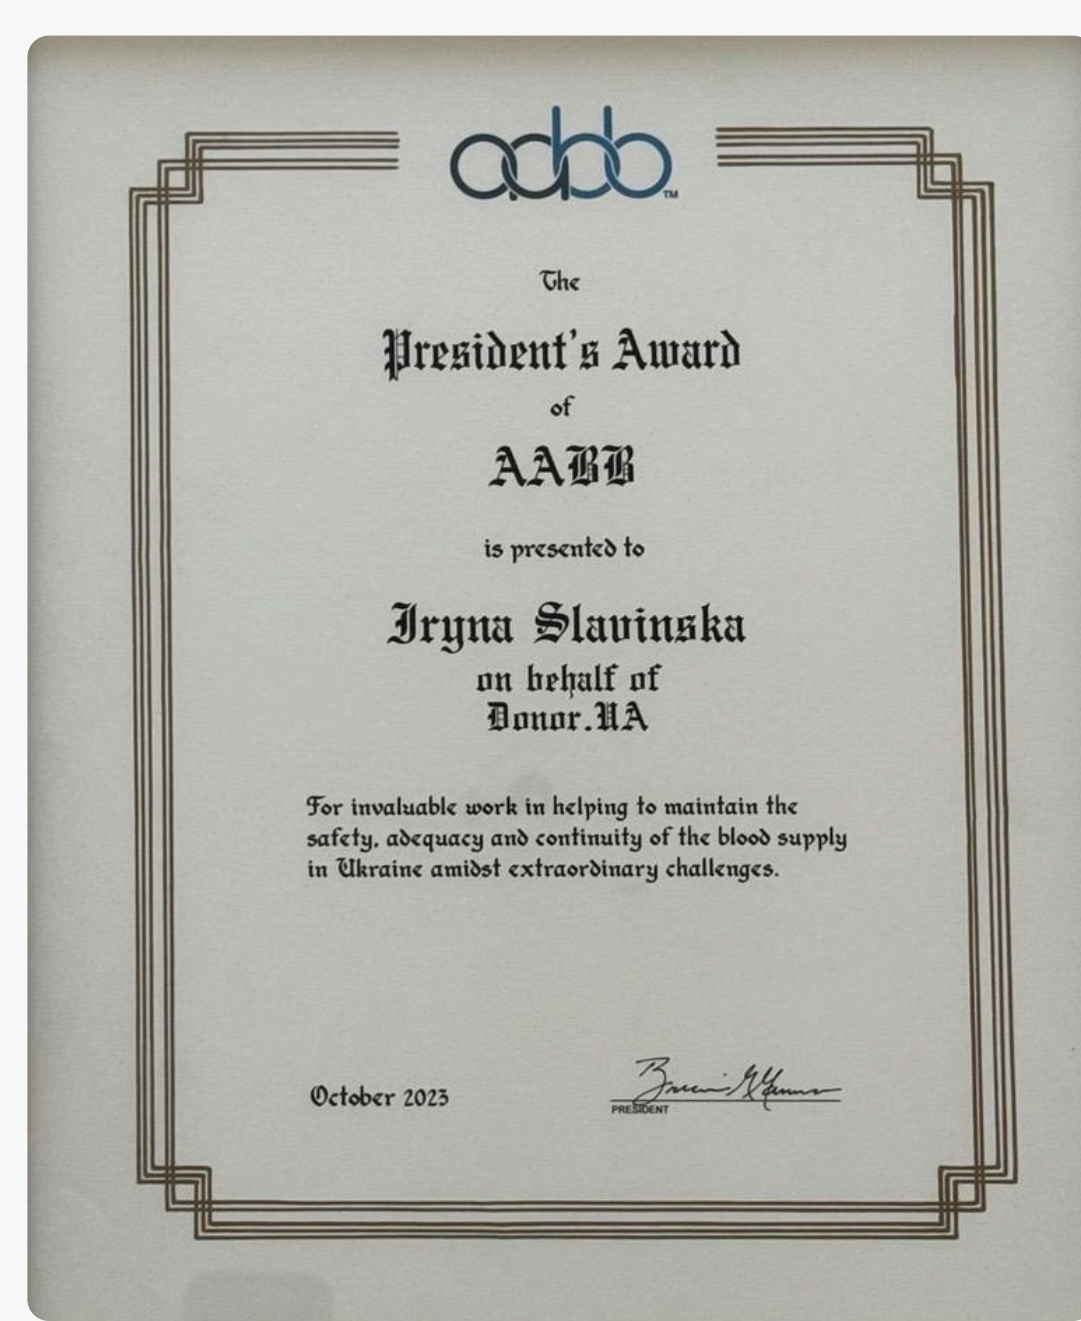 aabb
TM
The
President's Award
of
AABB
is presented to
Iryna Slavinska
on behalf of
Donor.UA
For invaluable work in helping to maintain the
safety, adequacy and continuity of the blood supply
in Ukraine amidst extraordinary challenges.
October 2023
PRESIDENT